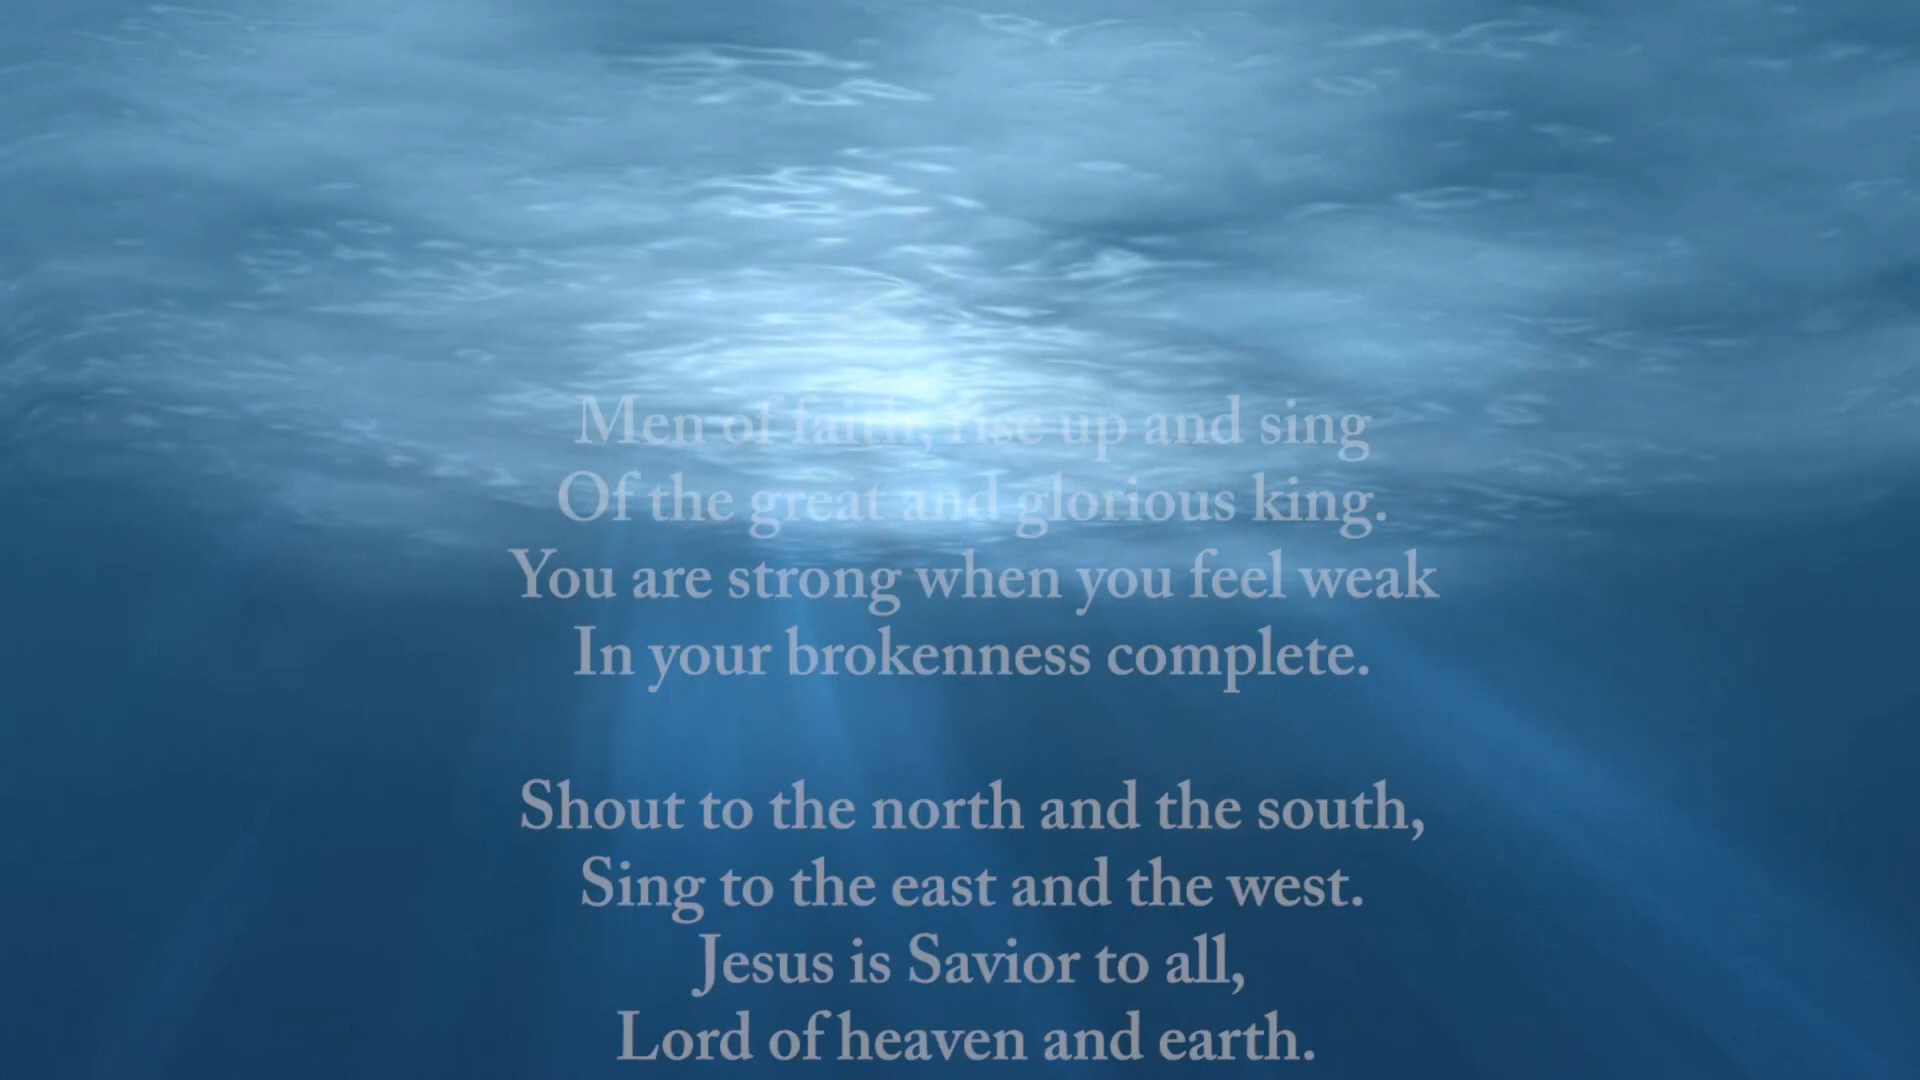 Men of faith, rise up and sing
Of the great and glorious king.
You are strong when you feel weak
In your brokenness complete.
Shout to the north and the south,
Sing to the east and the west.
Jesus is Savior to all,
Lord of heaven and earth.